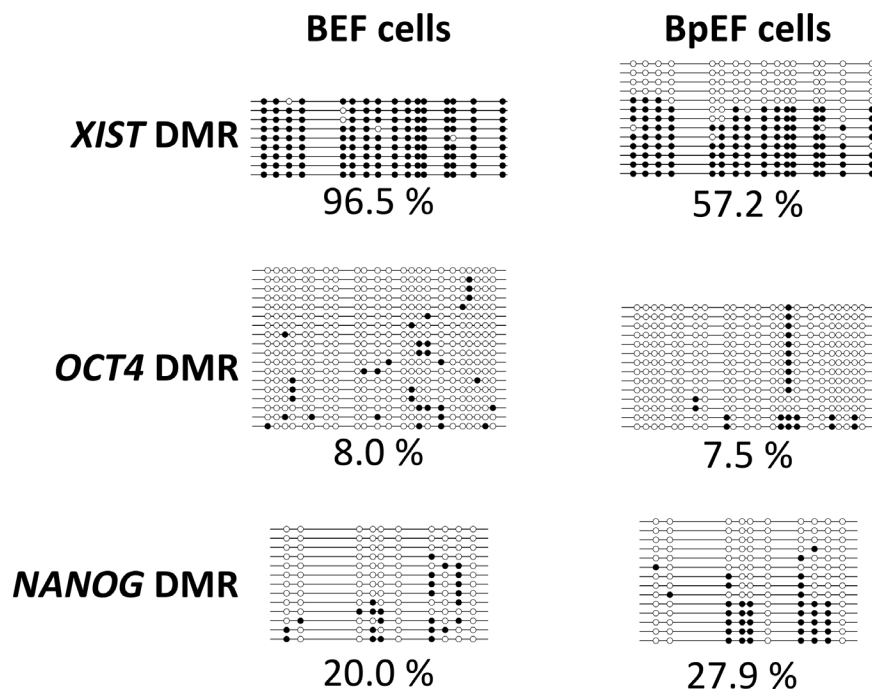 BEF cells BpEF cells
XIST DMR
96.5 % 57.2 %
OCT4 DMR
8.0 % 7.5 %
NANOG DMR
20.0 % 27.9 %